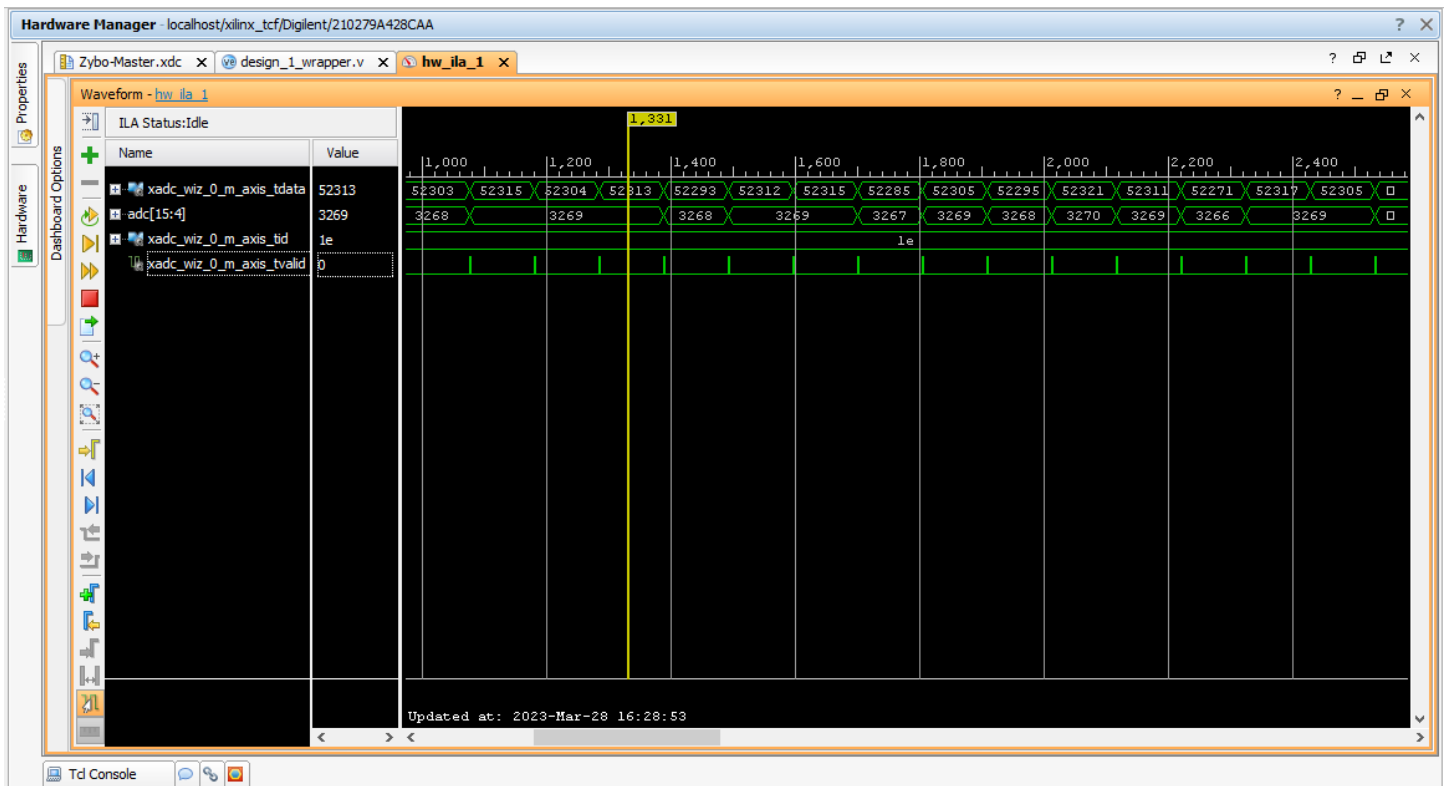 Hardware Manager - localhost/xilinx_tcf/Digilent/210279A428CAA
Properties
Hardware
Zybo-Master.xdc
design_1_wrapper.v
hw_ila_1
Dashboard Options
Waveform - hw_ila_1
ILA Status:Idle
Name Value
1,331
1,000 1,200 1,400 1,600 1,800 2,000 2,200 2,400
xadc_wiz_0_m_axis_tdata 52313 52303 52315 52304 52313 52293 52312 52315 52285 52305 52295 52321 52311 52271 52317 52305
adc[15:4] 3269 3268 3269 3268 3269 3267 3269 3268 3270 3269 3266 3269
xadc_wiz_0_m_axis_tid 1e 1e
xadc_wiz_0_m_axis_tvalid 0
Updated at: 2023-Mar-28 16:28:53
Tcl Console